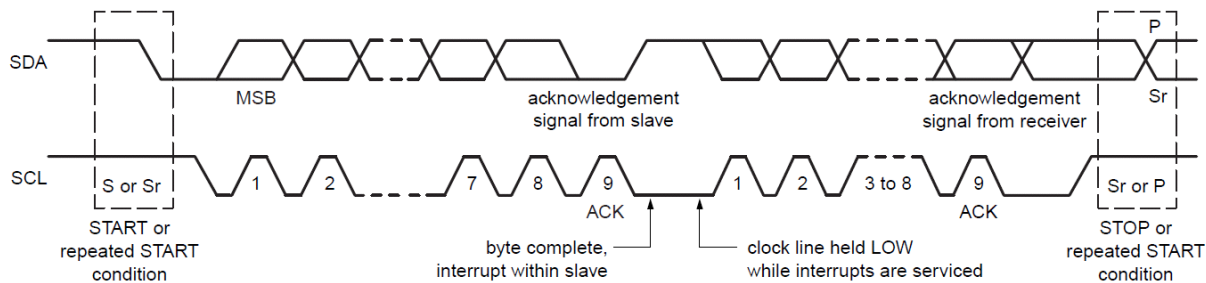 P
SDA
MSB
acknowledgement
signal from slave
acknowledgement
signal from receiver
Sr
SCL
S or Sr
1
2
7
8
9
1
2
3 to 8
9
Sr or P
ACK
ACK
START or
repeated START
condition
byte complete,
interrupt within slave
clock line held LOW
while interrupts are serviced
STOP or
repeated START
condition